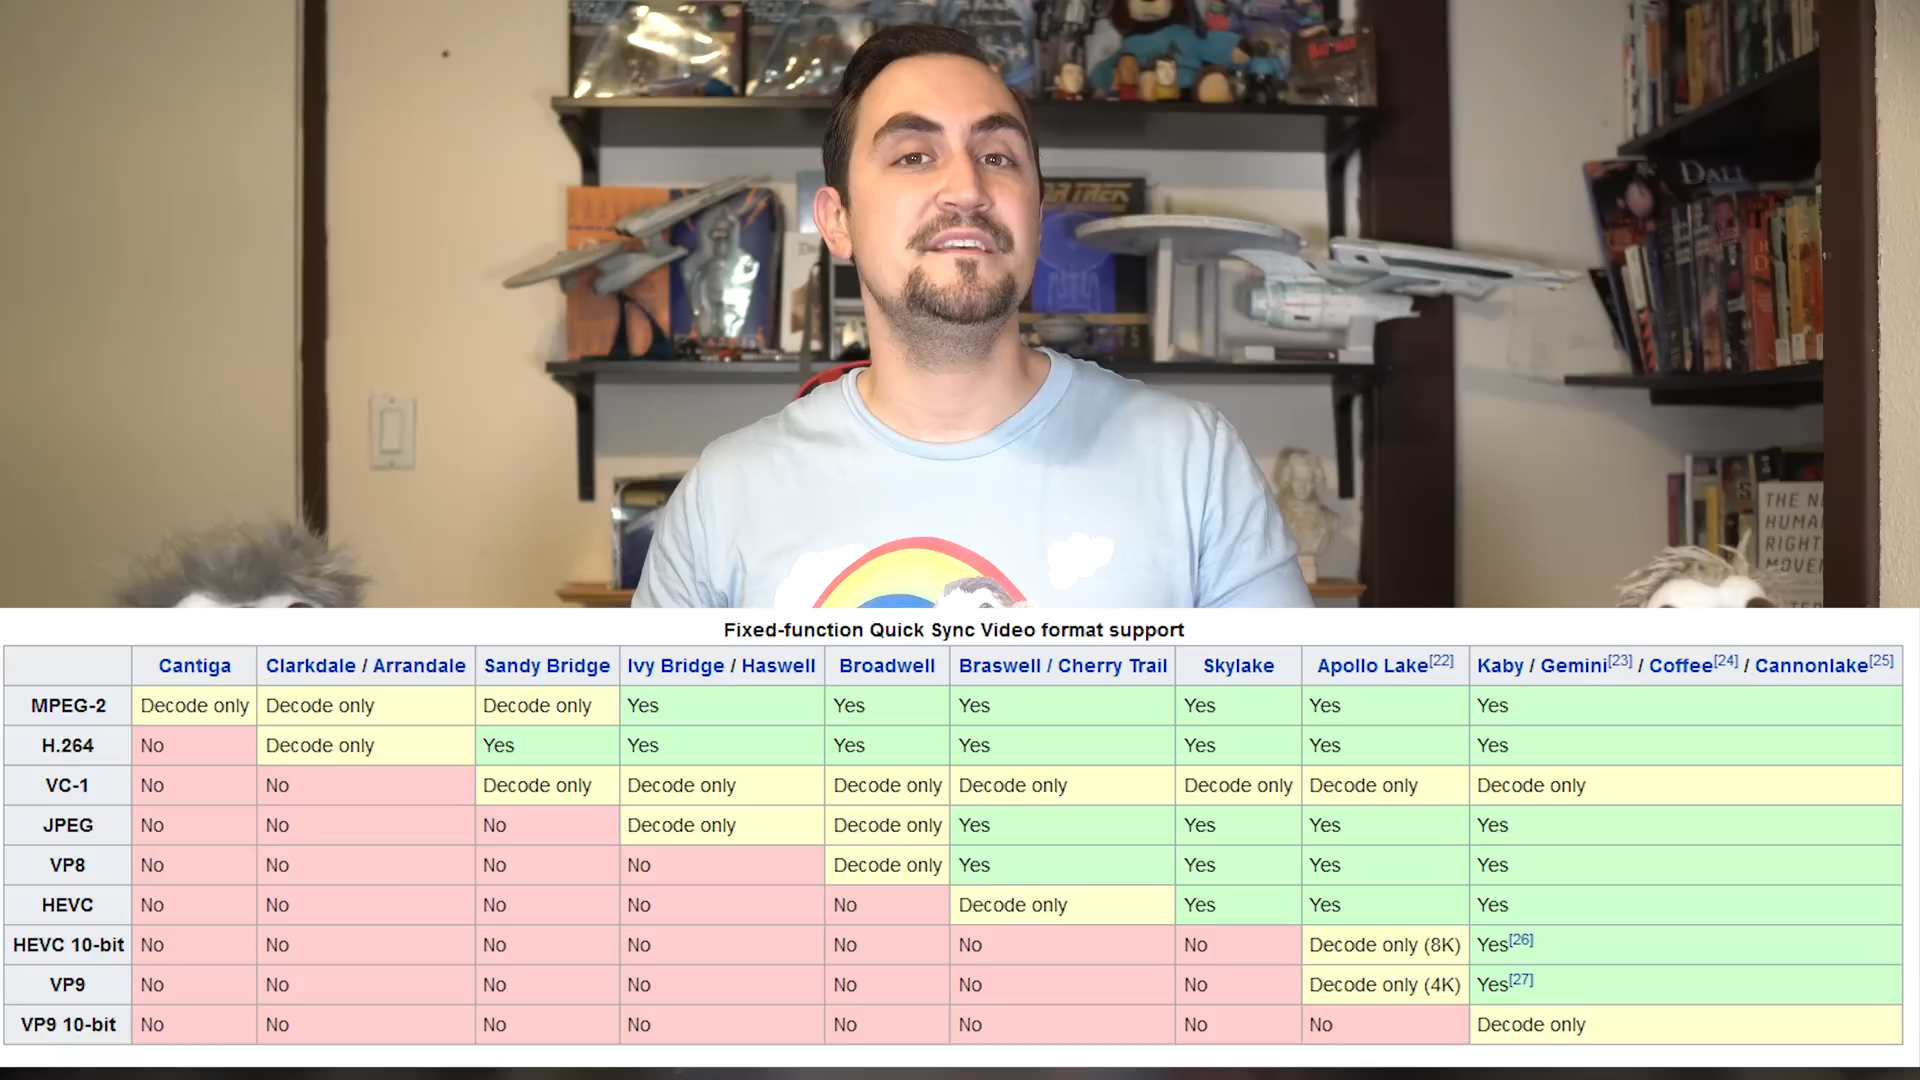 STAR TREK
DALI
THE N
HUMA
RIGHT
MOVE
Fixed-function Quick Sync Video format support
Cantiga Clarkdale / Arrandale Sandy Bridge Ivy Bridge / Haswell Broadwell Braswell / Cherry Trail Skylake Apollo Lake[22] Kaby / Gemini[23] / Coffee[24] / Cannonlake[25]
MPEG-2 Decode only Decode only Decode only Yes Yes Yes Yes Yes Yes
H.264 No Decode only Yes Yes Yes Yes Yes Yes Yes
VC-1 No No Decode only Decode only Decode only Decode only Decode only Decode only Decode only
JPEG No No No Decode only Decode only Yes Yes Yes Yes
VP8 No No No No Decode only Yes Yes Yes Yes
HEVC No No No No No Decode only Yes Yes Yes
HEVC 10-bit No No No No No No No Decode only (8K) Yes[26]
VP9 No No No No No No No Decode only (4K) Yes[27]
VP9 10-bit No No No No No No No No Decode only